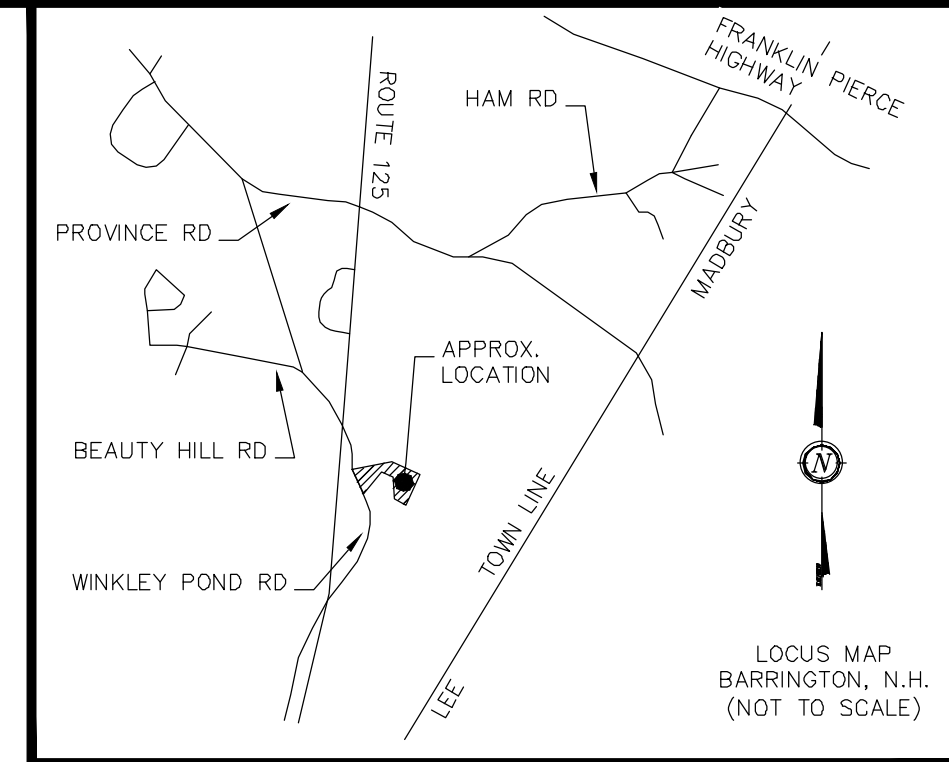 FRANKLIN PIERCE
HIGHWAY
ROUTE 125
HAM RD
PROVINCE RD
MADBURY
APPROX.
LOCATION
BEAUTY HILL RD
TOWN LINE
N
WINKLEY POND RD
LEE
LOCUS MAP
BARRINGTON, N.H.
(NOT TO SCALE)